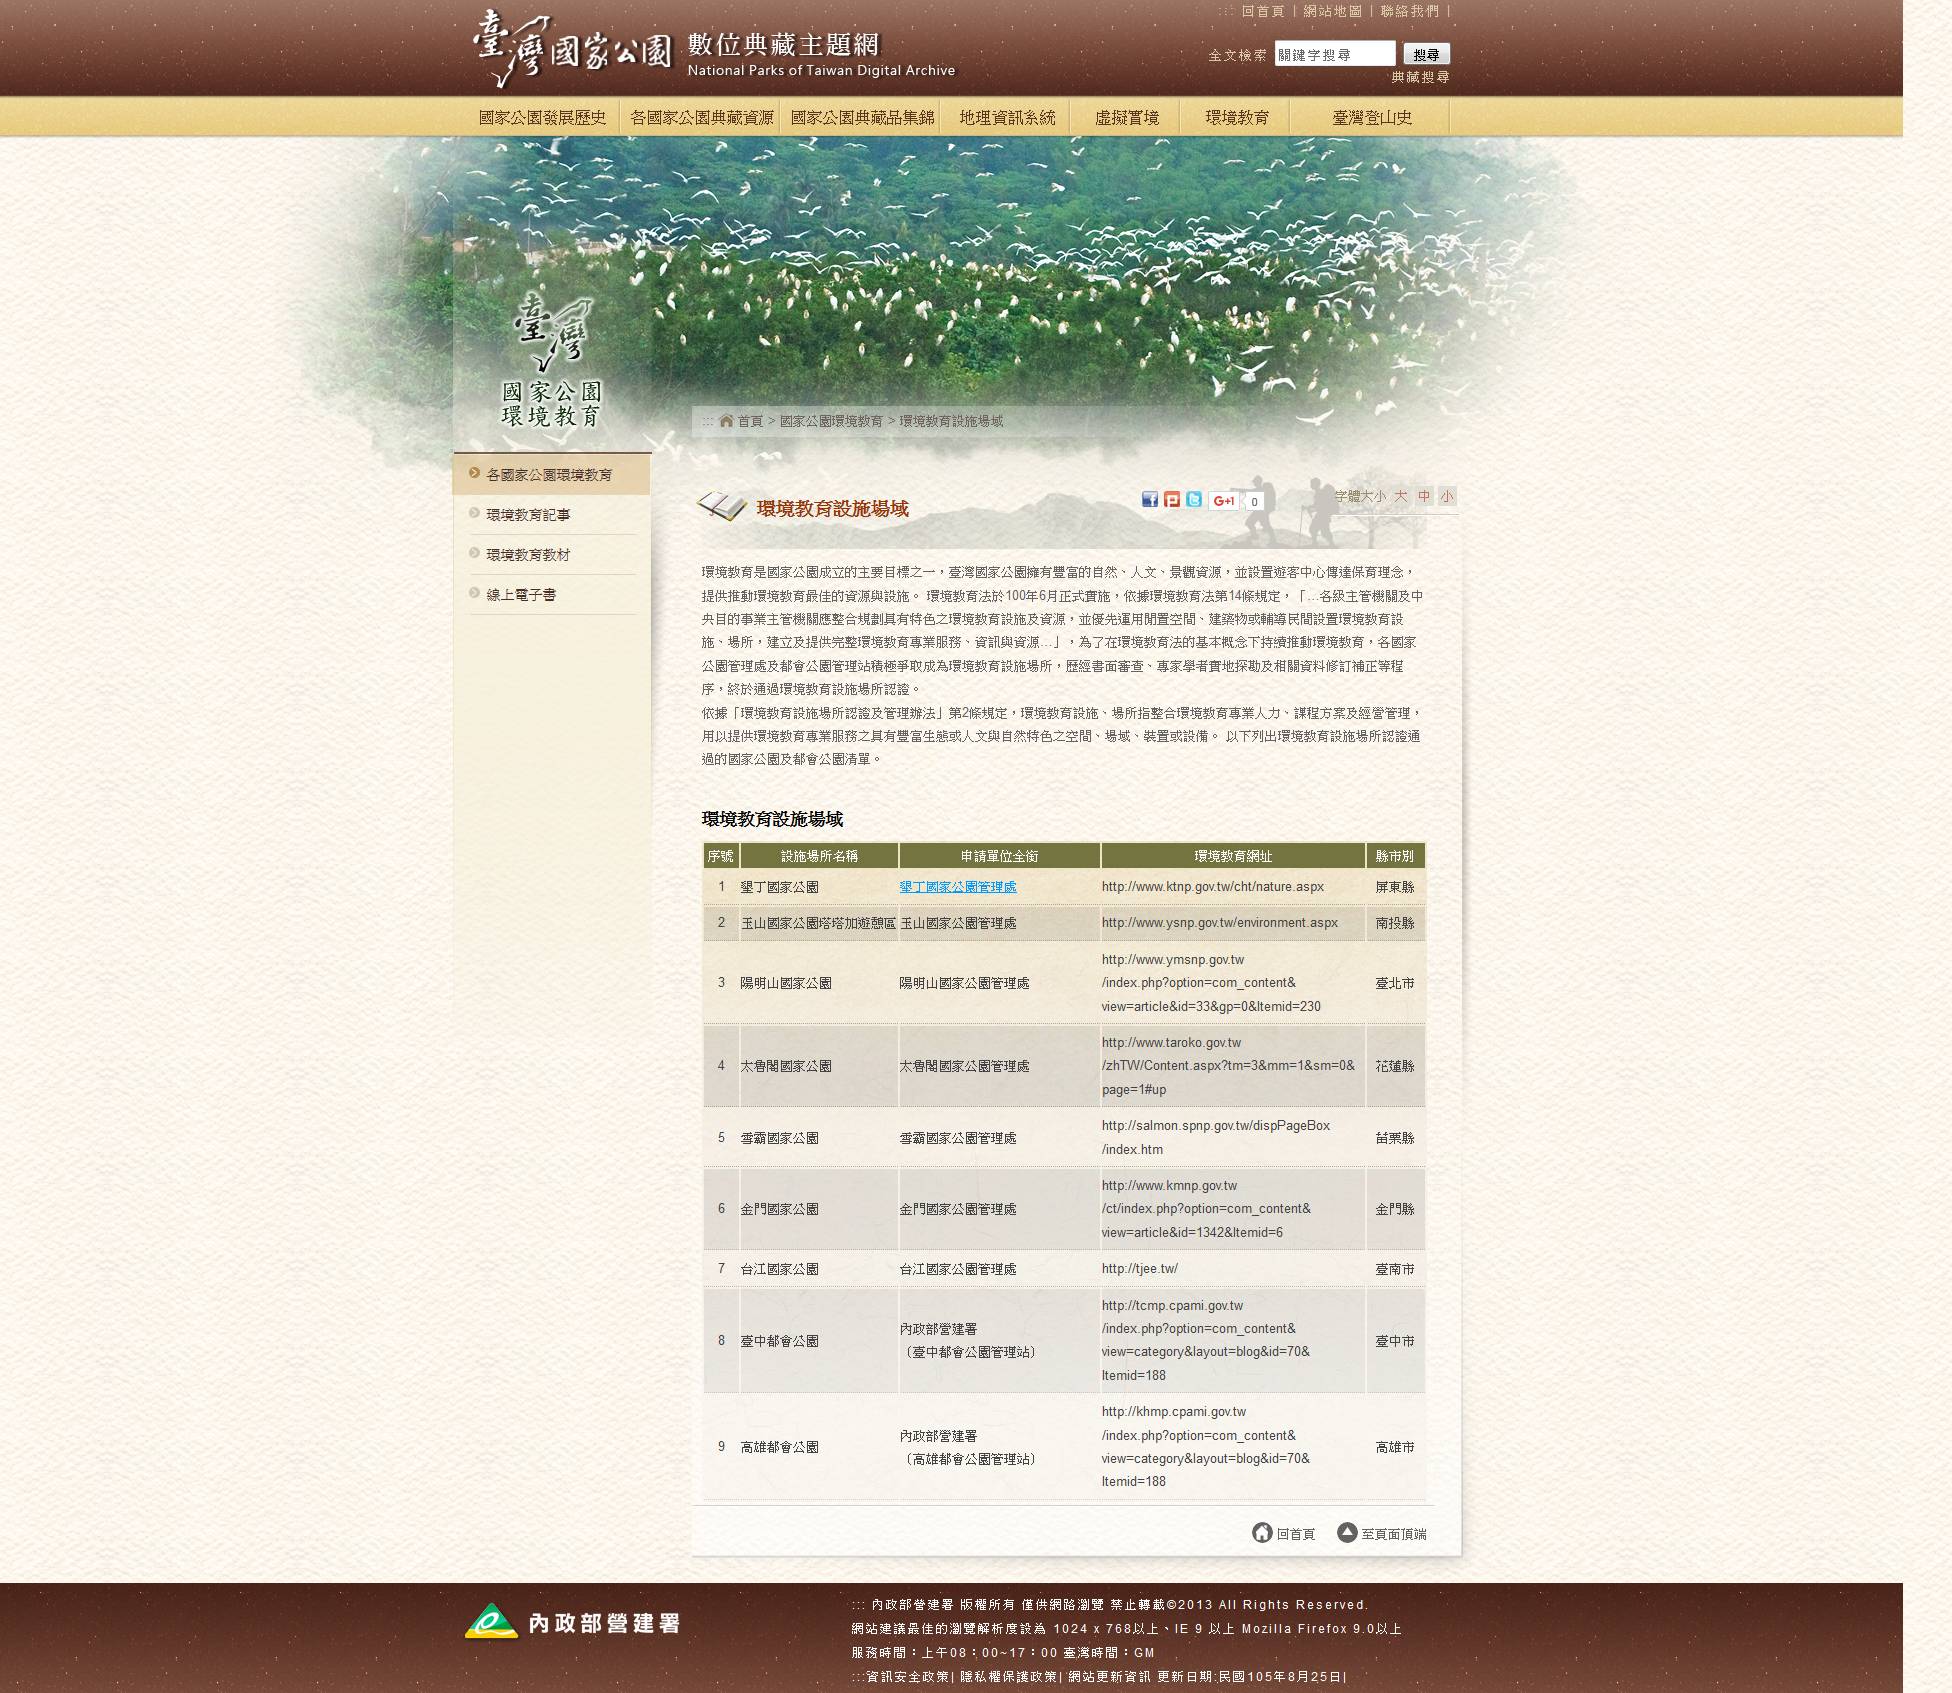 ::: 回首頁 | 網站地圖 | 聯絡我們 |
臺灣國家公園 數位典藏主題網
National Parks of Taiwan Digital Archive
全文檢索 關鍵字搜尋 搜尋
典藏搜尋
國家公園發展歷史 各國家公園典藏資源 國家公園典藏品集錦 地理資訊系統 虛擬實境 環境教育 臺灣登山史
臺灣
國家公園
環境教育
::: 首頁 > 國家公園環境教育 > 環境教育設施場域
各國家公園環境教育
環境教育記事
環境教育教材
線上電子書
環境教育設施場域
G+1 0
字體大小 大 中 小
環境教育是國家公園成立的主要目標之一，臺灣國家公園擁有豐富的自然、人文、景觀資源，並設置遊客中心傳達保育理念，
提供推動環境教育最佳的資源與設施。 環境教育法於100年6月正式實施，依據環境教育法第14條規定，「...各級主管機關及中
央目的事業主管機關應整合規劃具有特色之環境教育設施及資源，並優先運用閒置空間、建築物或輔導民間設置環境教育設
施、場所，建立及提供完整環境教育專業服務、資訊與資源...」，為了在環境教育法的基本概念下持續推動環境教育，各國家
公園管理處及都會公園管理站積極爭取成為環境教育設施場所，歷經書面審查、專家學者實地探勘及相關資料修訂補正等程
序，終於通過環境教育設施場所認證。
依據「環境教育設施場所認證及管理辦法」第2條規定，環境教育設施、場所指整合環境教育專業人力、課程方案及經營管理，
用以提供環境教育專業服務之具有豐富生態或人文與自然特色之空間、場域、裝置或設備。 以下列出環境教育設施場所認證通
過的國家公園及都會公園清單。
環境教育設施場域
序號 設施場所名稱 申請單位全銜 環境教育網址 縣市別
1 墾丁國家公園 墾丁國家公園管理處 http://www.ktnp.gov.tw/cht/nature.aspx 屏東縣
2 玉山國家公園塔塔加遊憩區 玉山國家公園管理處 http://www.ysnp.gov.tw/environment.aspx 南投縣
http://www.ymsnp.gov.tw
3 陽明山國家公園 陽明山國家公園管理處 /index.php?option=com_content& 臺北市
view=article&id=33&gp=0&Itemid=230
http://www.taroko.gov.tw
4 太魯閣國家公園 太魯閣國家公園管理處 /zhTW/Content.aspx?tm=3&mm=1&sm=0& 花蓮縣
page=1#up
http://salmon.spnp.gov.tw/dispPageBox
5 雪霸國家公園 雪霸國家公園管理處 苗栗縣
/index.htm
http://www.kmnp.gov.tw
6 金門國家公園 金門國家公園管理處 /ct/index.php?option=com_content& 金門縣
view=article&id=1342&Itemid=6
7 台江國家公園 台江國家公園管理處 http://tjee.tw/ 臺南市
http://tcmp.cpami.gov.tw
內政部營建署 /index.php?option=com_content&
8 臺中都會公園 臺中市
〔臺中都會公園管理站〕 view=category&layout=blog&id=70&
Itemid=188
http://khmp.cpami.gov.tw
內政部營建署 /index.php?option=com_content&
9 高雄都會公園 高雄市
〔高雄都會公園管理站〕 view=category&layout=blog&id=70&
Itemid=188
回首頁 至頁面頂端
內政部營建署
::: 內政部營建署 版權所有 僅供網路瀏覽 禁止轉載©2013 All Rights Reserved.
網站建議最佳的瀏覽解析度設為 1024 x 768以上、IE 9 以上 Mozilla Firefox 9.0以上
服務時間：上午08：00~17：00 臺灣時間：GM
:::資訊安全政策| 隱私權保護政策| 網站更新資訊 更新日期:民國105年8月25日|